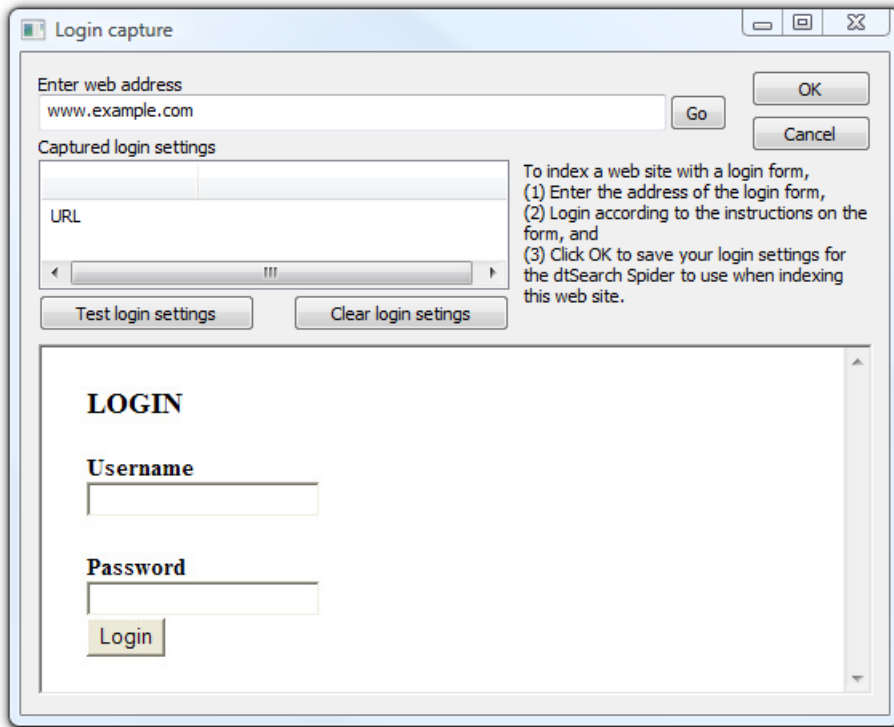 Login capture
Enter web address
www.example.com
Go
OK
Cancel
Captured login settings
URL
To index a web site with a login form,
(1) Enter the address of the login form,
(2) Login according to the instructions on the
form, and
(3) Click OK to save your login settings for
the dtSearch Spider to use when indexing
this web site.
Test login settings
Clear login setings
LOGIN
Username
Password
Login